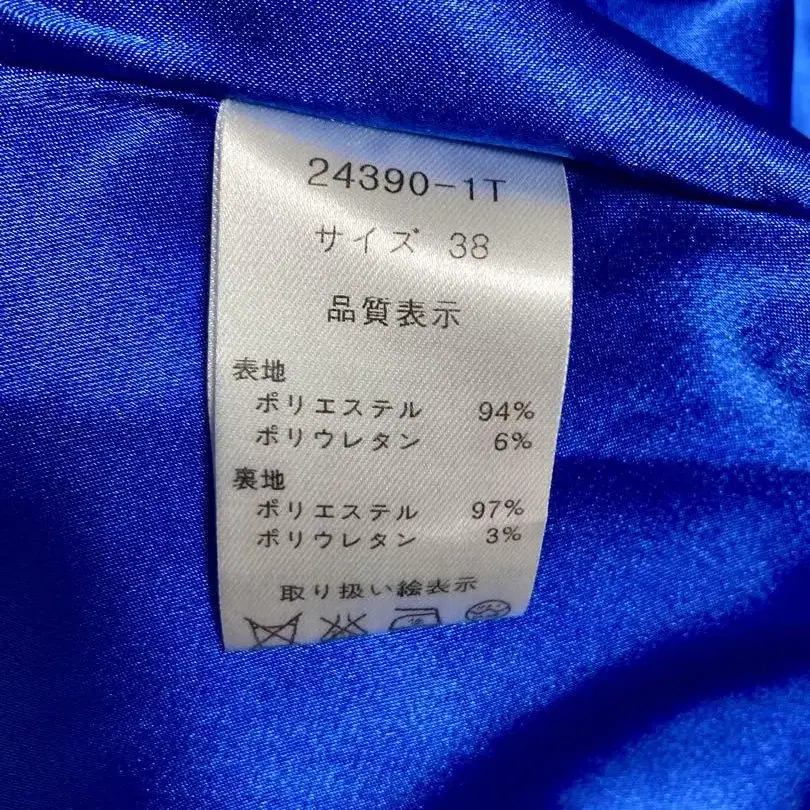 24390-1T
サイズ 38
品質表示
表地
ポリエステル 94%
ポリウレタン 6%
裏地
ポリエステル 97%
ポリウレタン 3%
取り扱い絵表示